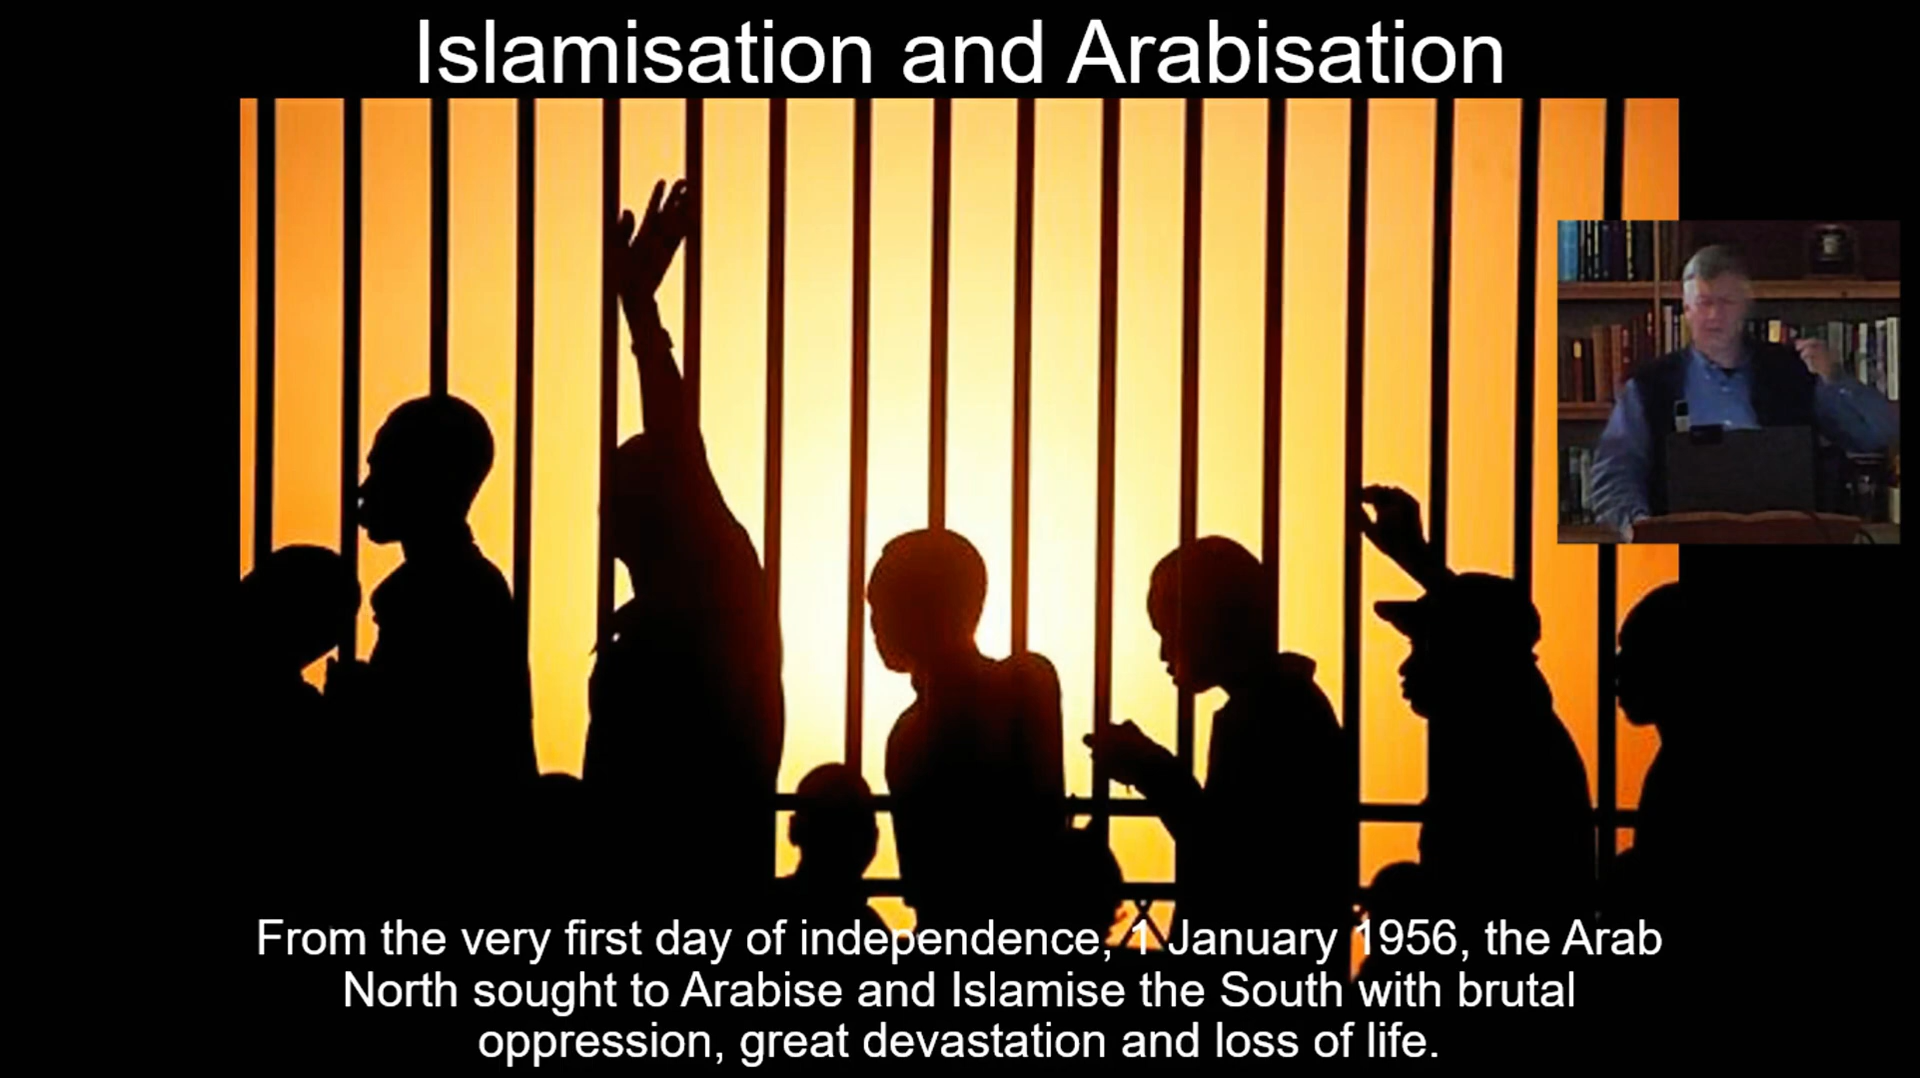 Islamisation and Arabisation
From the very first day of independence, 1 January 1956, the Arab
North sought to Arabise and Islamise the South with brutal
oppression, great devastation and loss of life.